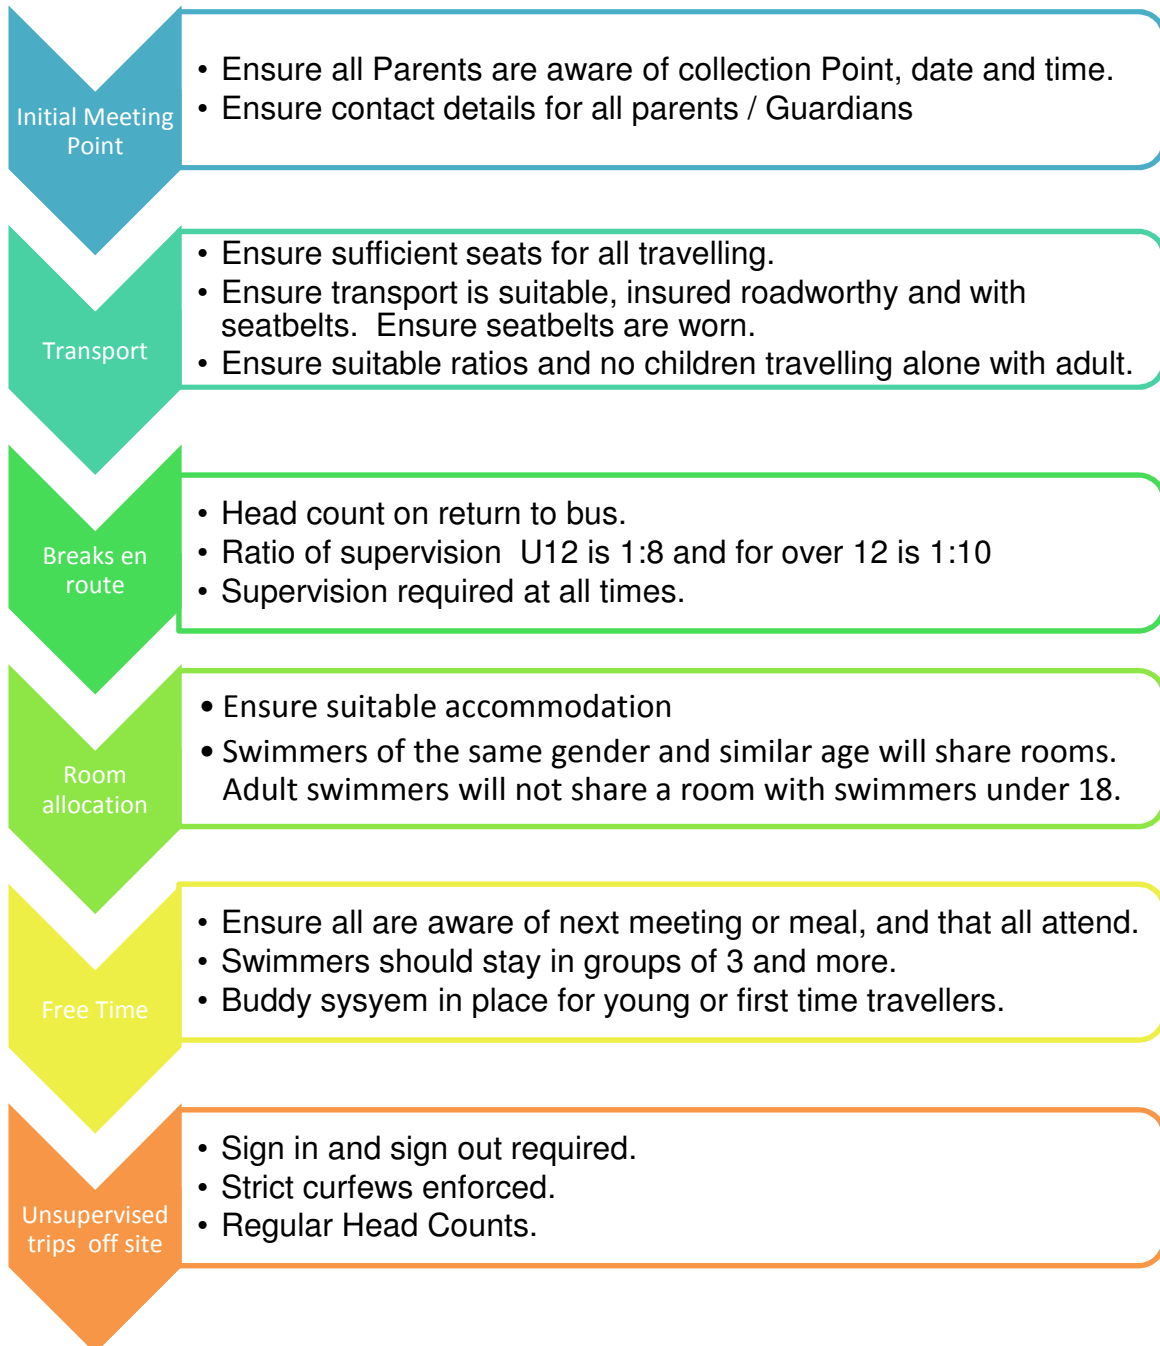 Initial Meeting
Point
• Ensure all Parents are aware of collection Point, date and time.
• Ensure contact details for all parents / Guardians
Transport
• Ensure sufficient seats for all travelling.
• Ensure transport is suitable, insured roadworthy and with
seatbelts.  Ensure seatbelts are worn.
• Ensure suitable ratios and no children travelling alone with adult.
Breaks en
route
• Head count on return to bus.
• Ratio of supervision  U12 is 1:8 and for over 12 is 1:10
• Supervision required at all times.
Room
allocation
• Ensure suitable accommodation
• Swimmers of the same gender and similar age will share rooms.
Adult swimmers will not share a room with swimmers under 18.
Free Time
• Ensure all are aware of next meeting or meal, and that all attend.
• Swimmers should stay in groups of 3 and more.
• Buddy sysyem in place for young or first time travellers.
Unsupervised
trips  off site
• Sign in and sign out required.
• Strict curfews enforced.
• Regular Head Counts.